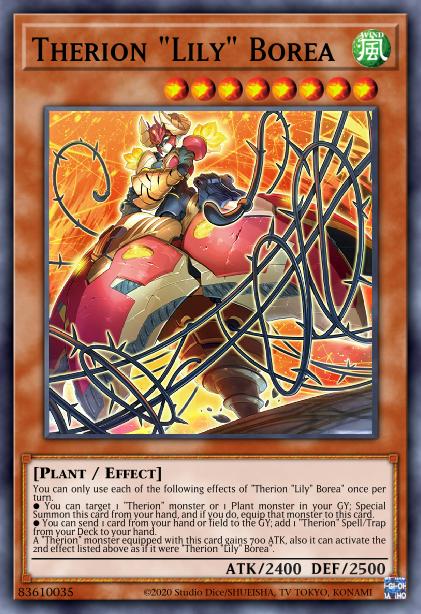 Therion "Lily" Borea
WIND
風
[Plant / Effect]
You can only use each of the following effects of "Therion "Lily" Borea" once per
turn.
● You can target 1 "Therion" monster or 1 Plant monster in your GY; Special
Summon this card from your hand, and if you do, equip that monster to this card.
● You can send 1 card from your hand or field to the GY; add 1 "Therion" Spell/Trap
from your Deck to your hand.
A "Therion" monster equipped with this card gains 700 ATK, also it can activate the
2nd effect listed above as if it were "Therion "Lily" Borea".
ATK/2400 DEF/2500
83610035
©2020 Studio Dice/SHUEISHA, TV TOKYO, KONAMI